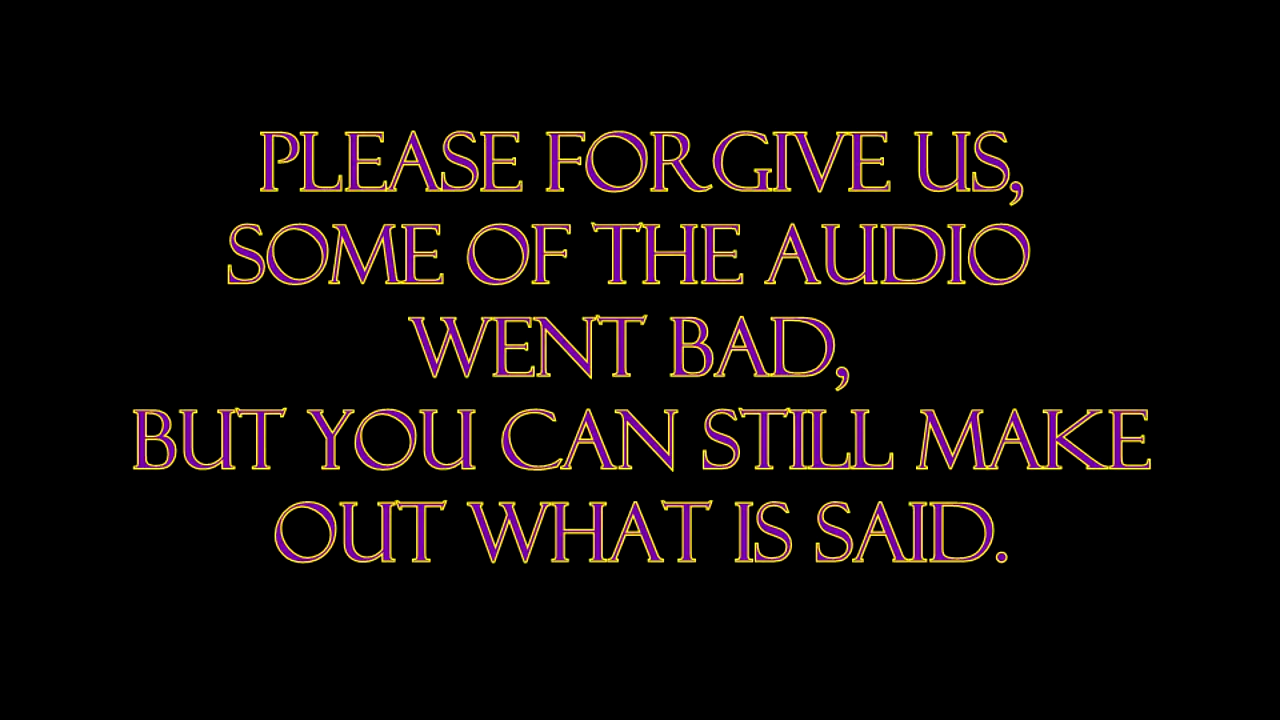 PLEASE FORGIVE US,
SOME OF THE AUDIO
WENT BAD,
BUT YOU CAN STILL MAKE
OUT WHAT IS SAID.